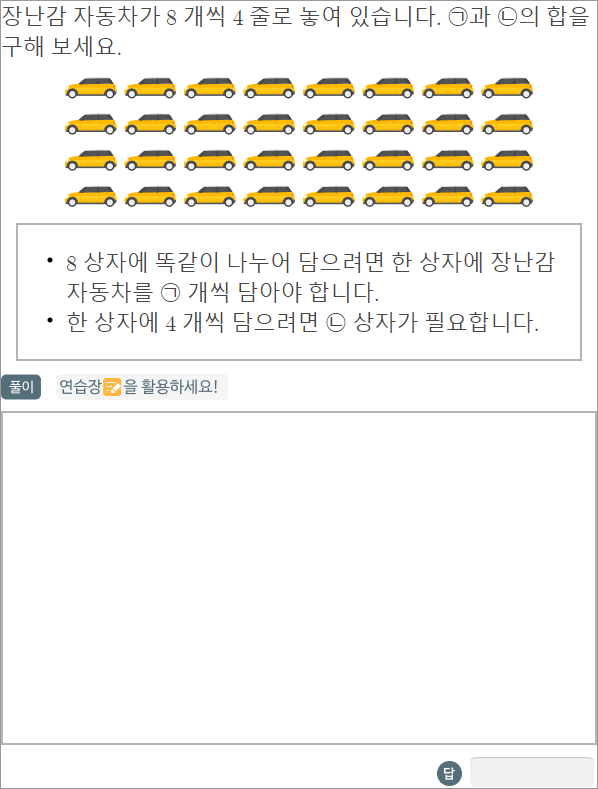 장난감 자동차가 8 개씩 4 줄로 놓여 있습니다. ㉠과 ㉡의 합을
구해 보세요.
• 8 상자에 똑같이 나누어 담으려면 한 상자에 장난감
자동차를 ㉠ 개씩 담아야 합니다.
• 한 상자에 4 개씩 담으려면 ㉡ 상자가 필요합니다.
풀이 연습장을 활용하세요!
답